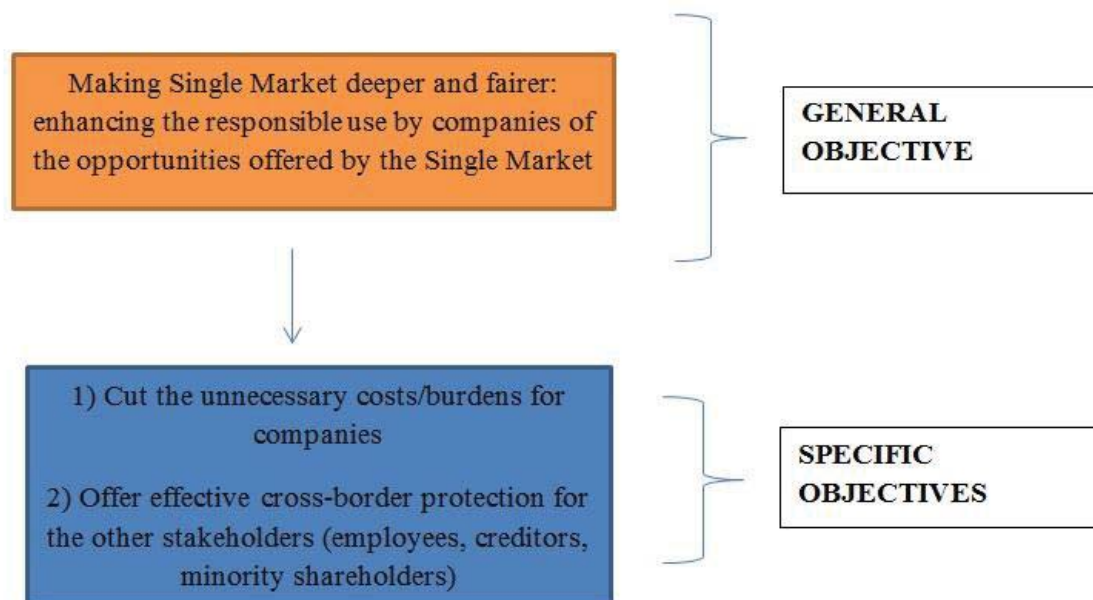 Making Single Market deeper and fairer:
enhancing the responsible use by companies of
the opportunities offered by the Single Market
GENERAL
OBJECTIVE
1) Cut the unnecessary costs/burdens for
companies
2) Offer effective cross-border protection for
the other stakeholders (employees, creditors,
minority shareholders)
SPECIFIC
OBJECTIVES